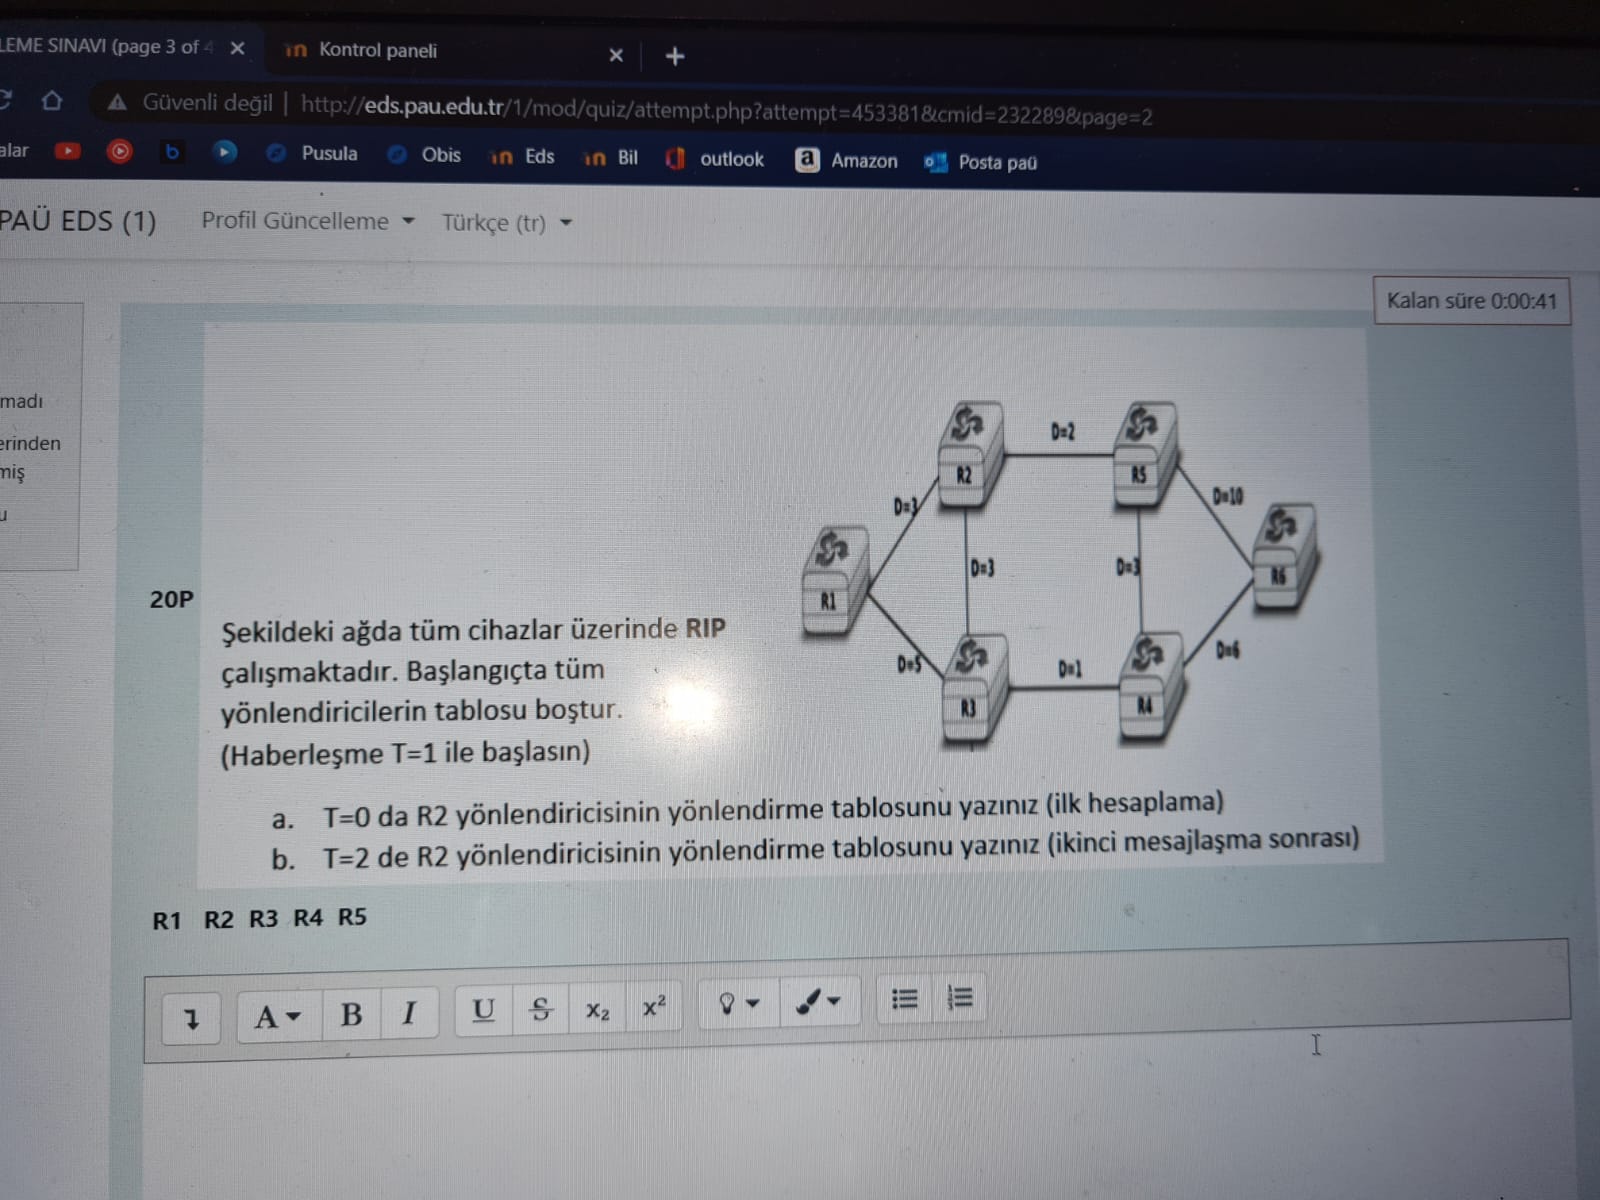 LEME SINAVI (page 3 of 4
Kontrol paneli
Güvenli değil | http://eds.pau.edu.tr/1/mod/quiz/attempt.php?attempt=453381&cmid=232289&page=2
alar
b
Pusula
Obis
Eds
Bil
outlook
a Amazon
Posta paü
PAÜ EDS (1)
Profil Güncelleme
Türkçe (tr)
Kalan süre 0:00:41
madı
erinden
miş
u
R2
D=2
R5
D=3
D=10
R1
D=3
D=3
R6
D=5
D=1
D=6
R3
R4
20P
Şekildeki ağda tüm cihazlar üzerinde RIP
çalışmaktadır. Başlangıçta tüm
yönlendiricilerin tablosu boştur.
(Haberleşme T=1 ile başlasın)
a. T=0 da R2 yönlendiricisinin yönlendirme tablosunu yazınız (ilk hesaplama)
b. T=2 de R2 yönlendiricisinin yönlendirme tablosunu yazınız (ikinci mesajlaşma sonrası)
R1 R2 R3 R4 R5
A B I U S x₂ x²